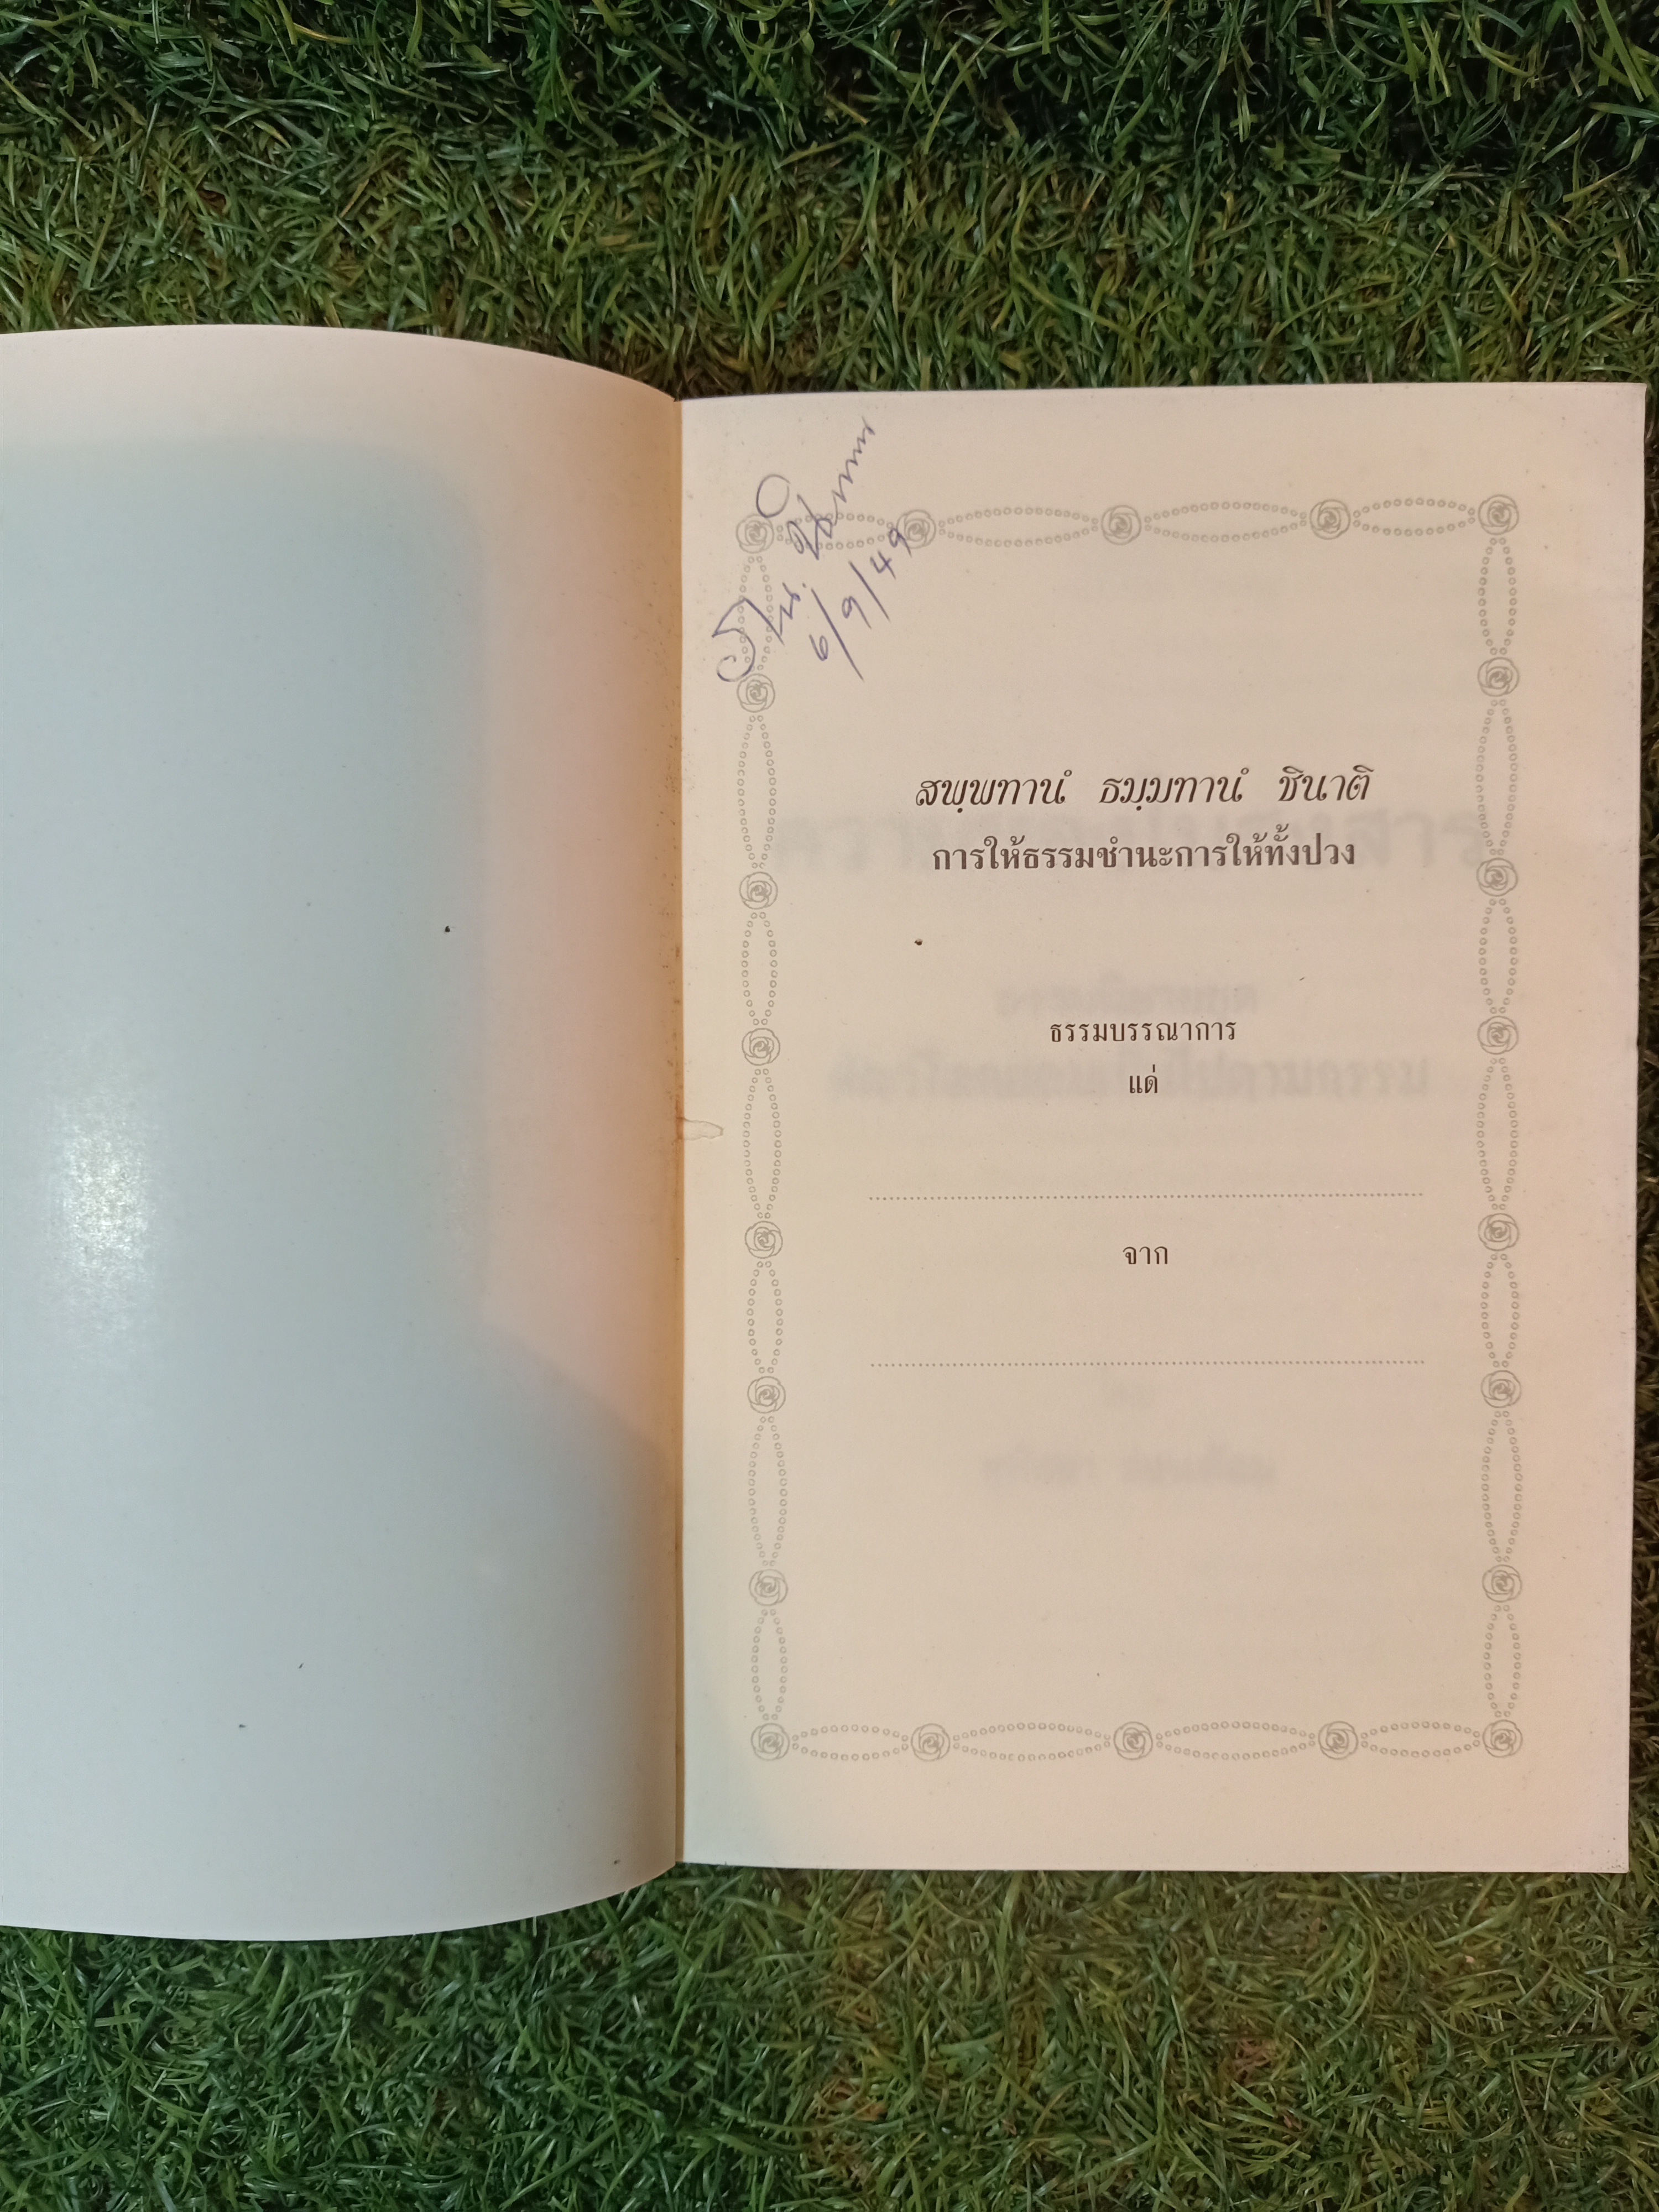 6/9/49
สพฺพทานํ ธมฺมทานํ ชินาติ
การให้ธรรมชำนะการให้ทั้งปวง
ธรรมบรรณาการ
แด่
จาก